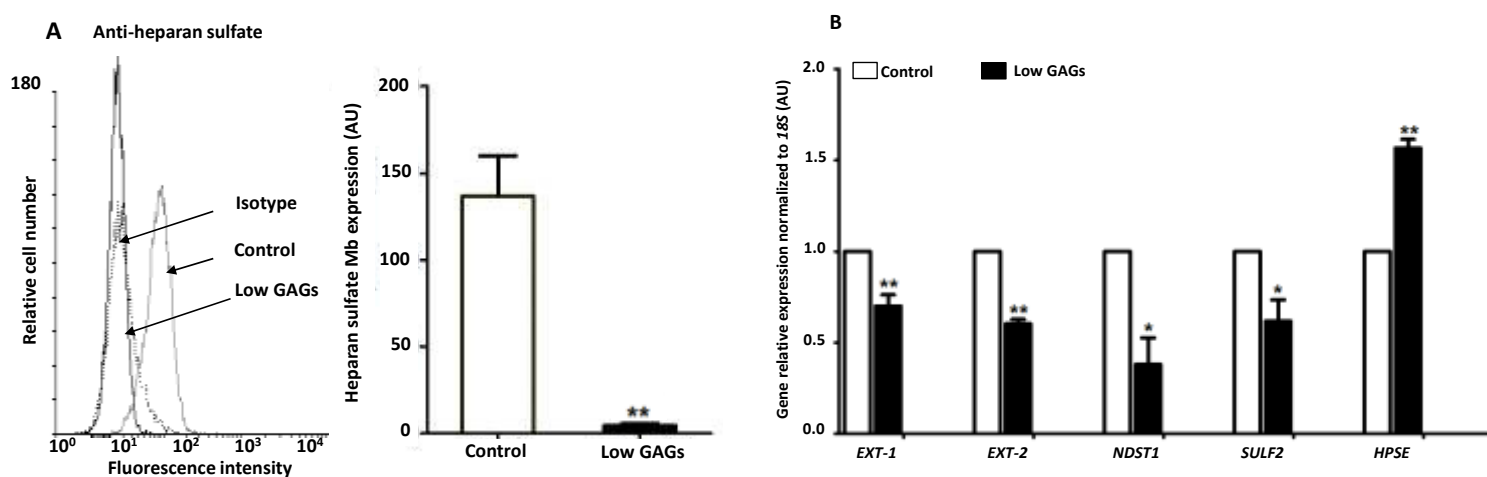 A
Anti-heparan sulfate
180
Relative cell number
Isotype
Control
Low GAGs
10⁰ 10¹ 10² 10³ 10⁴
Fluorescence intensity
Heparan sulfate Mb expression (AU)
200
150
100
50
0
**
Control Low GAGs
B
Gene relative expression normalized to 18S (AU)
Control Low GAGs
2.0
1.5
1.0
0.5
0.0
** ** * * **
EXT-1 EXT-2 NDST1 SULF2 HPSE